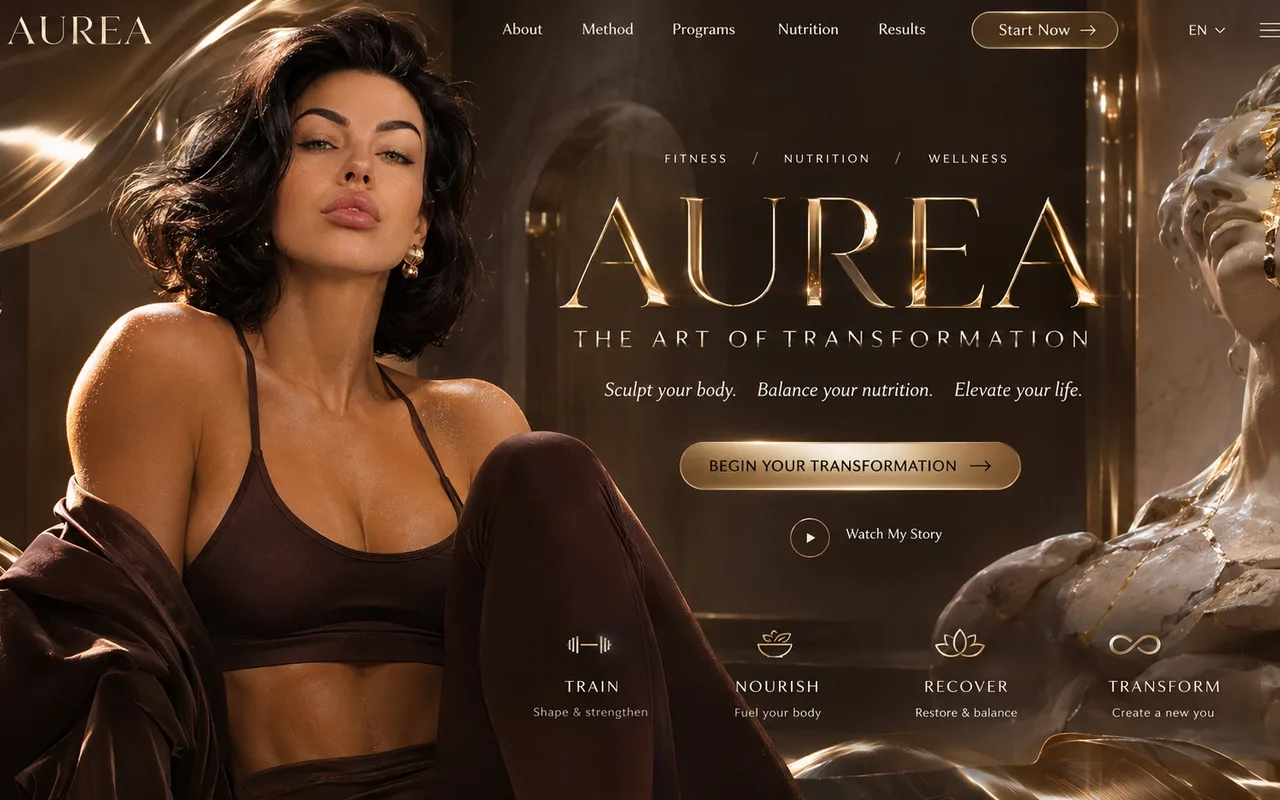 AUREA
About Method Programs Nutrition Results Start Now EN
FITNESS / NUTRITION / WELLNESS
AUREA
THE ART OF TRANSFORMATION
Sculpt your body. Balance your nutrition. Elevate your life.
BEGIN YOUR TRANSFORMATION
Watch My Story
TRAIN NOURISH RECOVER TRANSFORM
Shape & strengthen Fuel your body Restore & balance Create a new you